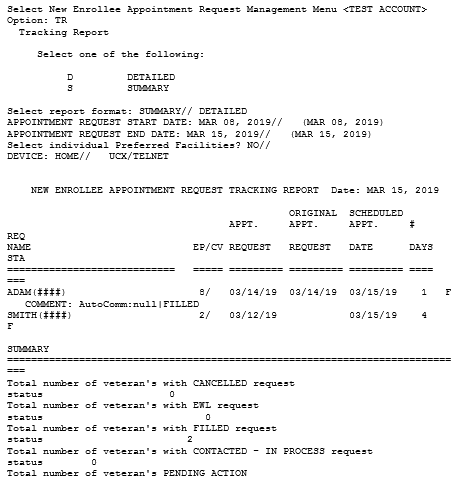 Select New Enrollee Appointment Request Management Menu <TEST ACCOUNT>
Option: TR
  Tracking Report

     Select one of the following:

          D         DETAILED
          S         SUMMARY

Select report format: SUMMARY// DETAILED
APPOINTMENT REQUEST START DATE: MAR 08, 2019//   (MAR 08, 2019)
APPOINTMENT REQUEST END DATE: MAR 15, 2019//   (MAR 15, 2019)
Select individual Preferred Facilities? NO//
DEVICE: HOME//   UCX/TELNET

    NEW ENROLLEE APPOINTMENT REQUEST TRACKING REPORT  Date: MAR 15, 2019

                                               ORIGINAL  SCHEDULED
                                     APPT.     APPT.     APPT.     #
REQ
NAME                           EP/CV REQUEST   REQUEST   DATE      DAYS
STA
============================   ===== ========= ========= ========= ====
===
ADAM(####)                      8/   03/14/19  03/14/19  03/15/19    1   F
   COMMENT: AutoComm:null|FILLED
SMITH(####)                     2/   03/12/19            03/15/19    4
F

SUMMARY
==========================================================================
===
Total number of veteran's with CANCELLED request
status                     0
Total number of veteran's with EWL request
status                           0
Total number of veteran's with FILLED request
status                        2
Total number of veteran's with CONTACTED - IN PROCESS request
status        0
Total number of veteran's PENDING ACTION